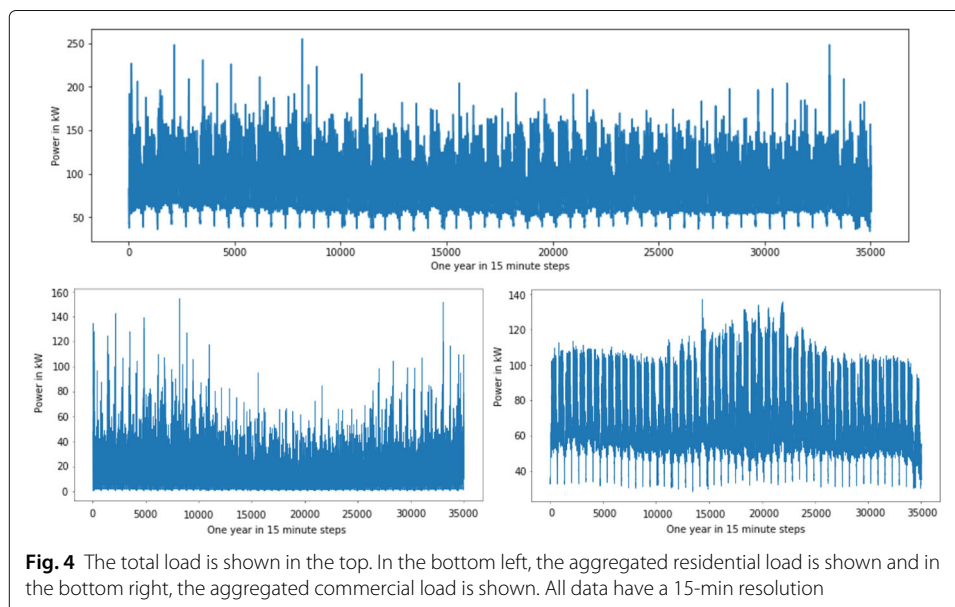 250
200
150
100
50
Power in kW
0 5000 10000 15000 20000 25000 30000 35000
One year in 15 minute steps
160
140
120
100
80
60
40
20
0
Power in kW
0 5000 10000 15000 20000 25000 30000 35000
One year in 15 minute steps
140
120
100
80
60
40
Power in kW
0 5000 10000 15000 20000 25000 30000 35000
One year in 15 minute steps
Fig. 4 The total load is shown in the top. In the bottom left, the aggregated residential load is shown and in
the bottom right, the aggregated commercial load is shown. All data have a 15-min resolution